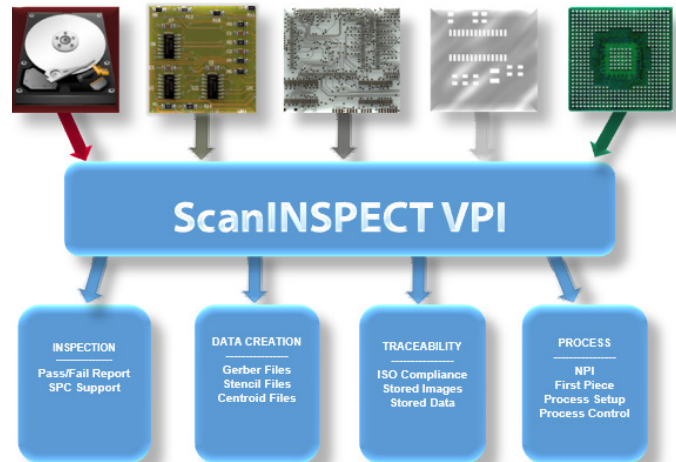 ScanINSPECT VPI
INSPECTION
Pass/Fail Report
SPC Support
DATA CREATION
Gerber Files
Stencil Files
Centroid Files
TRACEABILITY
ISO Compliance
Stored Images
Stored Data
PROCESS
NPI
First Piece
Process Setup
Process Control